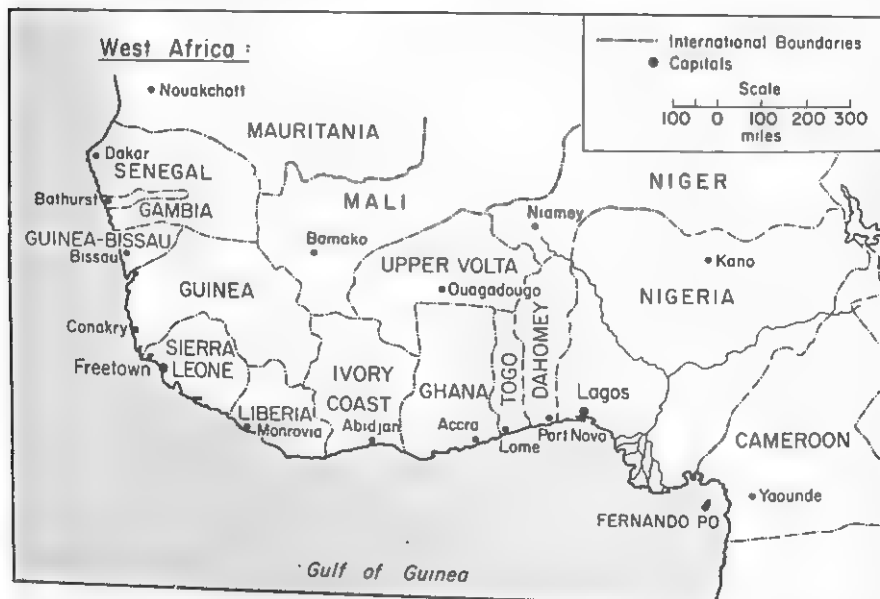 West Africa :
International Boundaries
Capitals
Scale
100 0 100 200 300
miles
Nouakchott
MAURITANIA
Dakar
SENEGAL
Bathurst
GAMBIA
MALI
NIGER
Niamey
GUINEA-BISSAU
Bissau
Bamako
UPPER VOLTA
Ouagadougo
Kano
NIGERIA
GUINEA
Conakry
Freetown
SIERRA
LEONE
IVORY
COAST
GHANA
TOGO
DAHOMEY
Lagos
LIBERIA
Monrovia
Abidjan
Accra
Lome
Port Novo
CAMEROON
Yaounde
FERNANDO PO
Gulf of Guinea